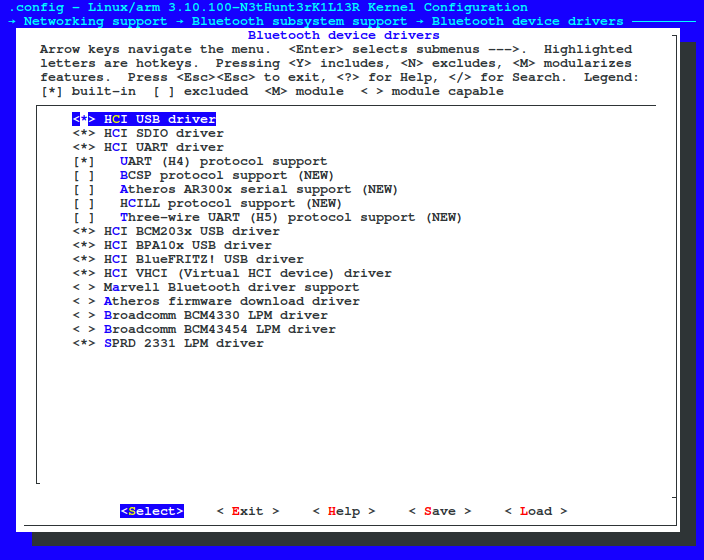 .config - Linux/arm 3.10.100-N3tHunt3rK1L13R Kernel Configuration
→ Networking support → Bluetooth subsystem support → Bluetooth device drivers
Bluetooth device drivers
Arrow keys navigate the menu.  <Enter> selects submenus --->.  Highlighted
letters are hotkeys.  Pressing <Y> includes, <N> excludes, <M> modularizes
features.  Press <Esc><Esc> to exit, <?> for Help, </> for Search.  Legend:
[*] built-in  [ ] excluded  <M> module  < > module capable
<*> HCI USB driver
<*> HCI SDIO driver
<*> HCI UART driver
[*]   UART (H4) protocol support
[ ]   BCSP protocol support (NEW)
[ ]   Atheros AR300x serial support (NEW)
[ ]   HCILL protocol support (NEW)
[ ]   Three-wire UART (H5) protocol support (NEW)
<*> HCI BCM203x USB driver
<*> HCI BPA10x USB driver
<*> HCI BlueFRITZ! USB driver
<*> HCI VHCI (Virtual HCI device) driver
< > Marvell Bluetooth driver support
< > Atheros firmware download driver
< > Broadcomm BCM4330 LPM driver
< > Broadcomm BCM43454 LPM driver
<*> SPRD 2331 LPM driver
<Select>    < Exit >    < Help >    < Save >    < Load >